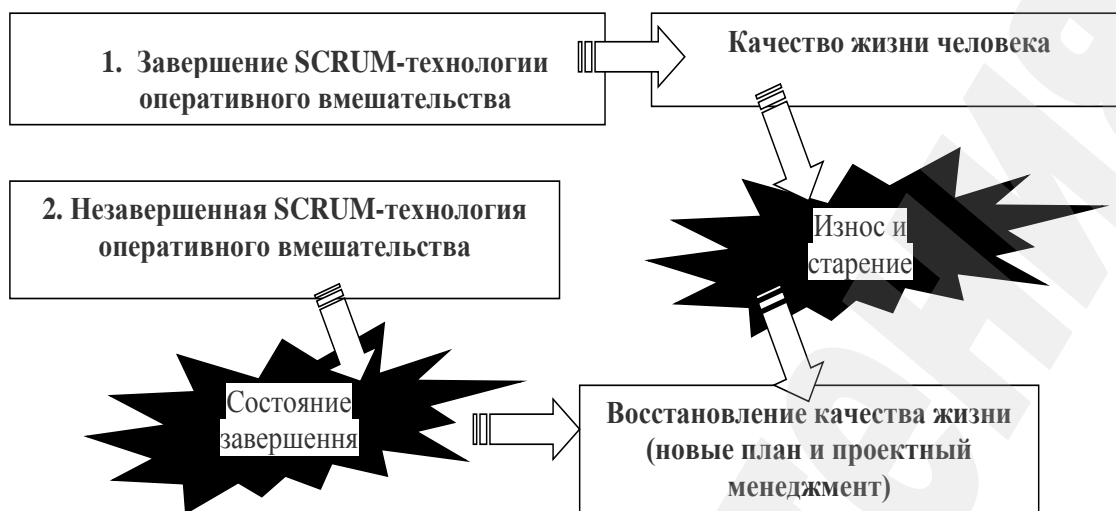 1. Завершение SCRUM-технологии
оперативного вмешательства
Качество жизни человека
2. Незавершенная SCRUM-технология
оперативного вмешательства
Износ и
старение
Состояние
завершення
Восстановление качества жизни
(новые план и проектный
менеджмент)